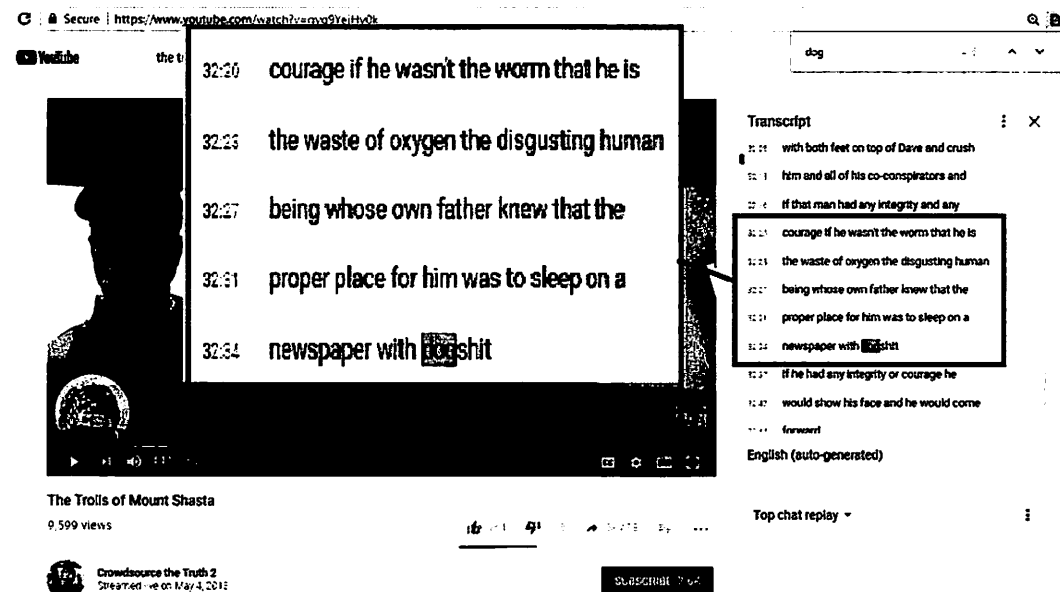 Secure | https://www.youtube.com/watch?v=
dog
YouTube
the t
32:20 courage if he wasn't the worm that he is
32:23 the waste of oxygen the disgusting human
32:27 being whose own father knew that the
32:31 proper place for him was to sleep on a
32:34 newspaper with dogshit
Transcript
with both feet on top of Dave and crush
him and all of his co-conspirators and
if that man had any integrity and any
courage if he wasn't the worm that he is
the waste of oxygen the disgusting human
being whose own father knew that the
proper place for him was to sleep on a
newspaper with dogshit
if he had any integrity or courage he
would show his face and he would come
forward
English (auto-generated)
The Trolls of Mount Shasta
9,599 views
Top chat replay
Crowdsource the Truth 2
Streamed live on May 4, 2018
SUBSCRIBE